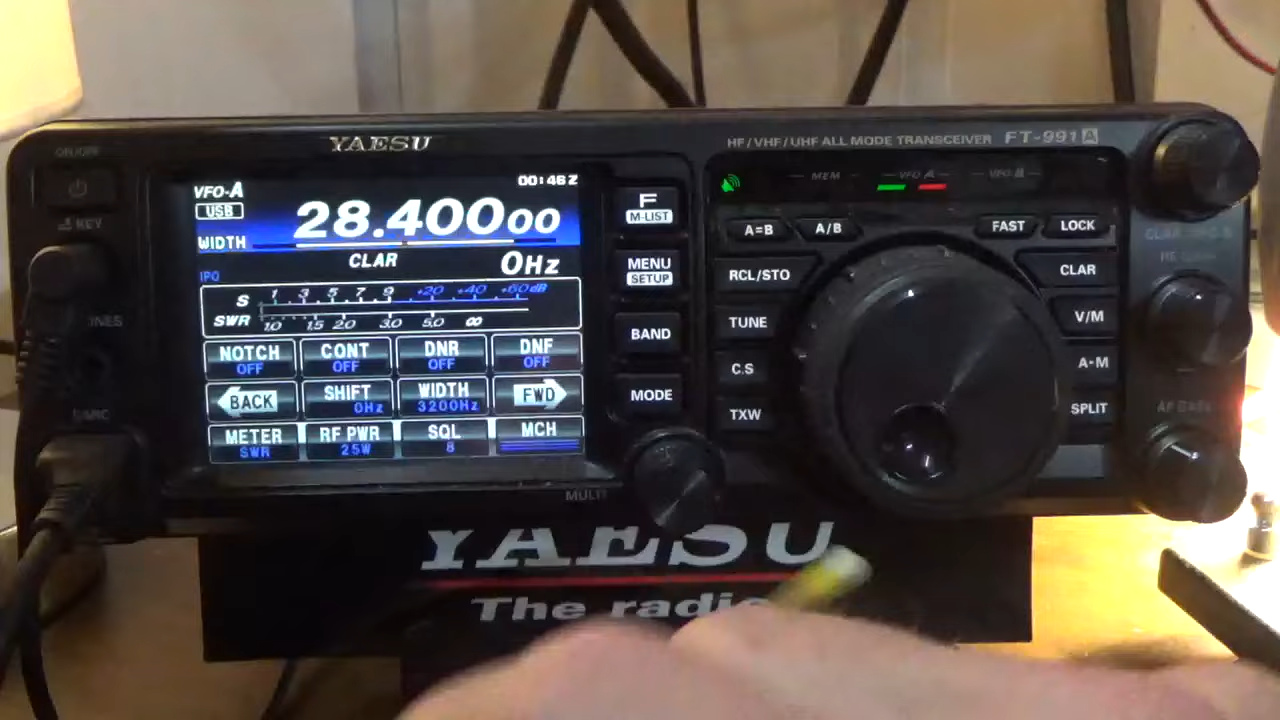 YAESU
HF/VHF/UHF ALL MODE TRANSCEIVER FT-991A
ON/OFF
KEY
VFO-A
00:46Z
USB
28.400 00
WIDTH
CLAR
0Hz
IPO
S 1 3 5 7 9 +20 +40 +60dB
SWR 1.0 1.5 2.0 3.0 5.0 ∞
NOTCH CONT DNR DNF
OFF OFF OFF OFF
BACK SHIFT WIDTH FWD
0Hz 3200Hz
METER RF PWR SQL MCH
SWR 25W 8
F
M-LIST
MENU
SETUP
BAND
MODE
MULTI
MEM VFO A VFO B
A=B A/B FAST LOCK
RCL/STO CLAR
TUNE V/M
C.S A-M
TXW SPLIT
YAESU
The radio